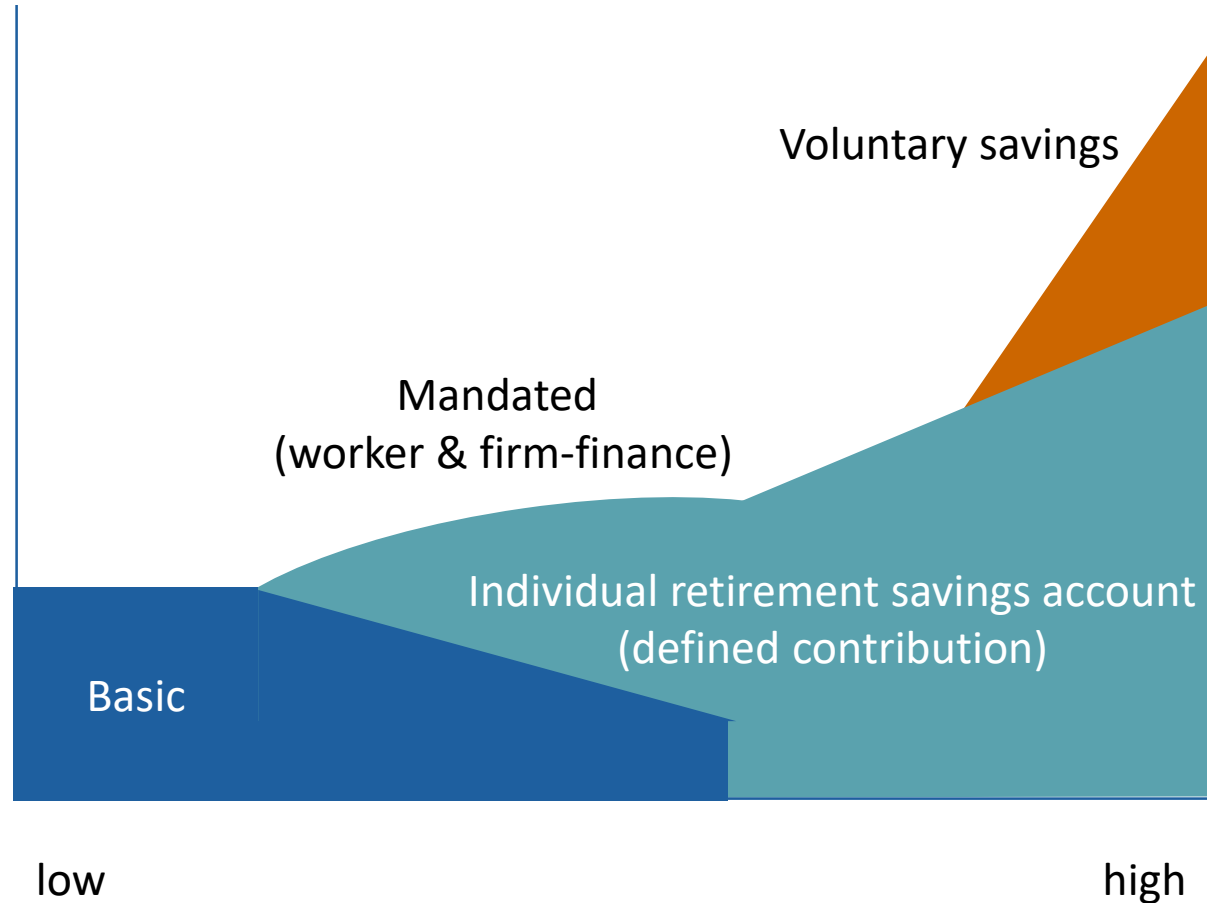 Voluntary savings
Mandated
(worker & firm-finance)
Individual retirement savings account
(defined contribution)
Basic
low
high